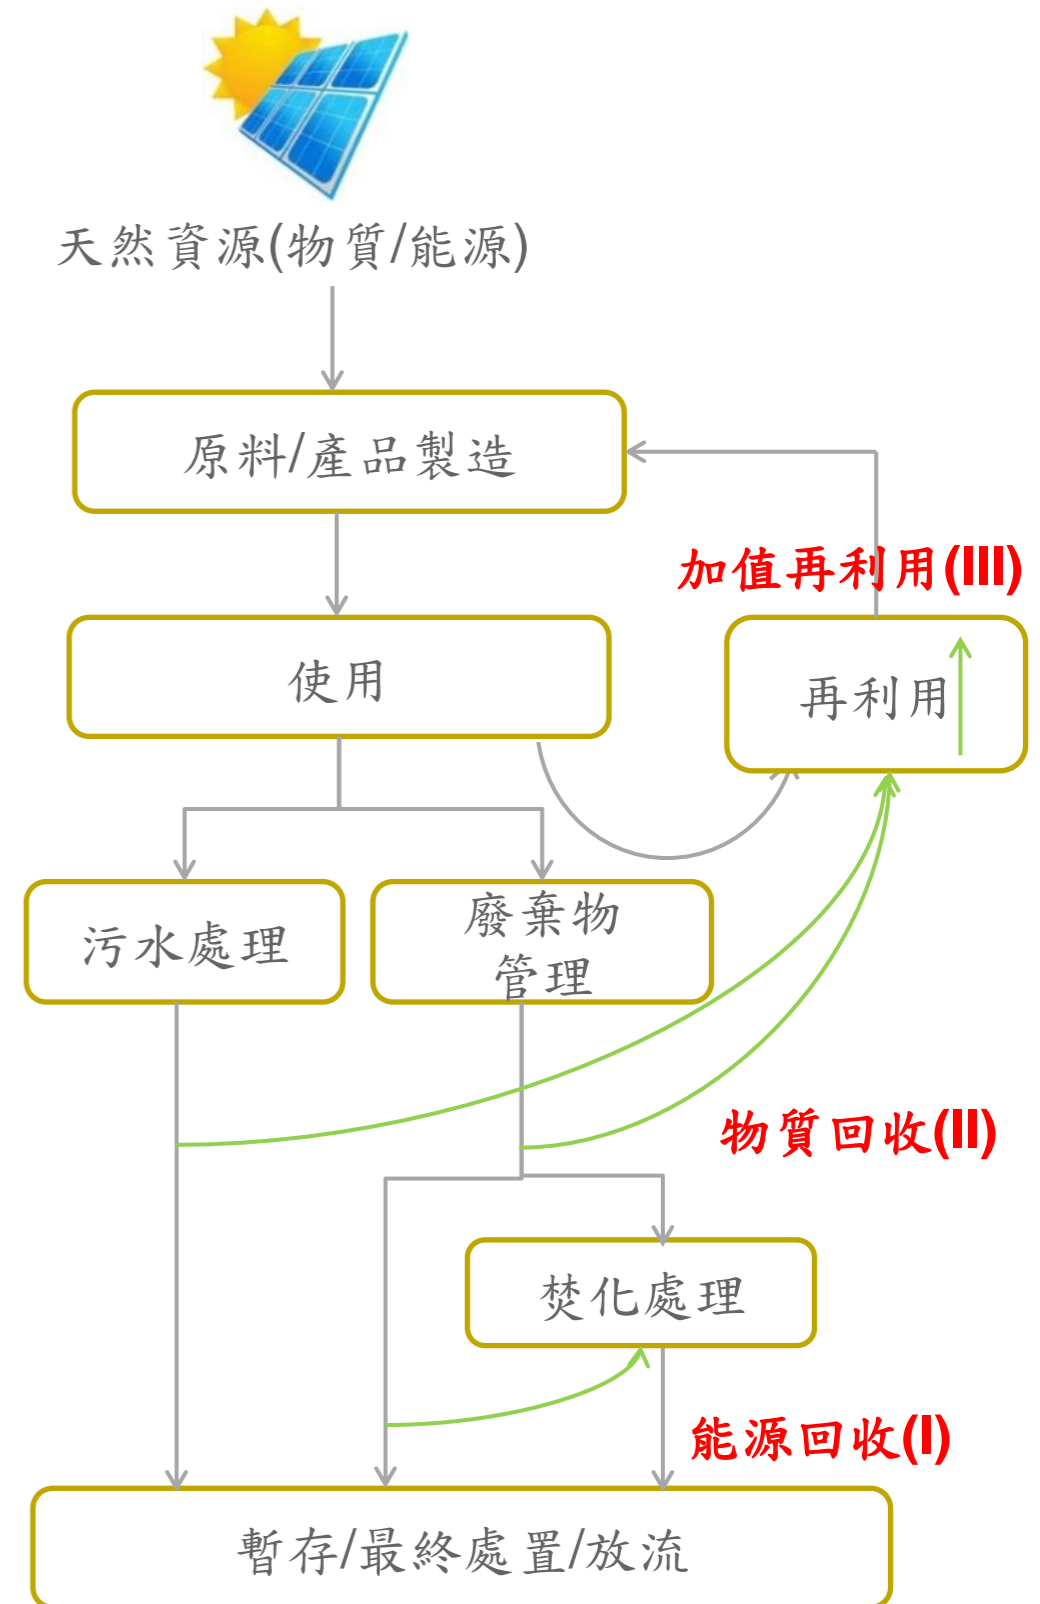 天然資源(物質/能源)
原料/產品製造
加值再利用(III)
使用
再利用
污水處理
廢棄物
管理
物質回收(II)
焚化處理
能源回收(I)
暫存/最終處置/放流